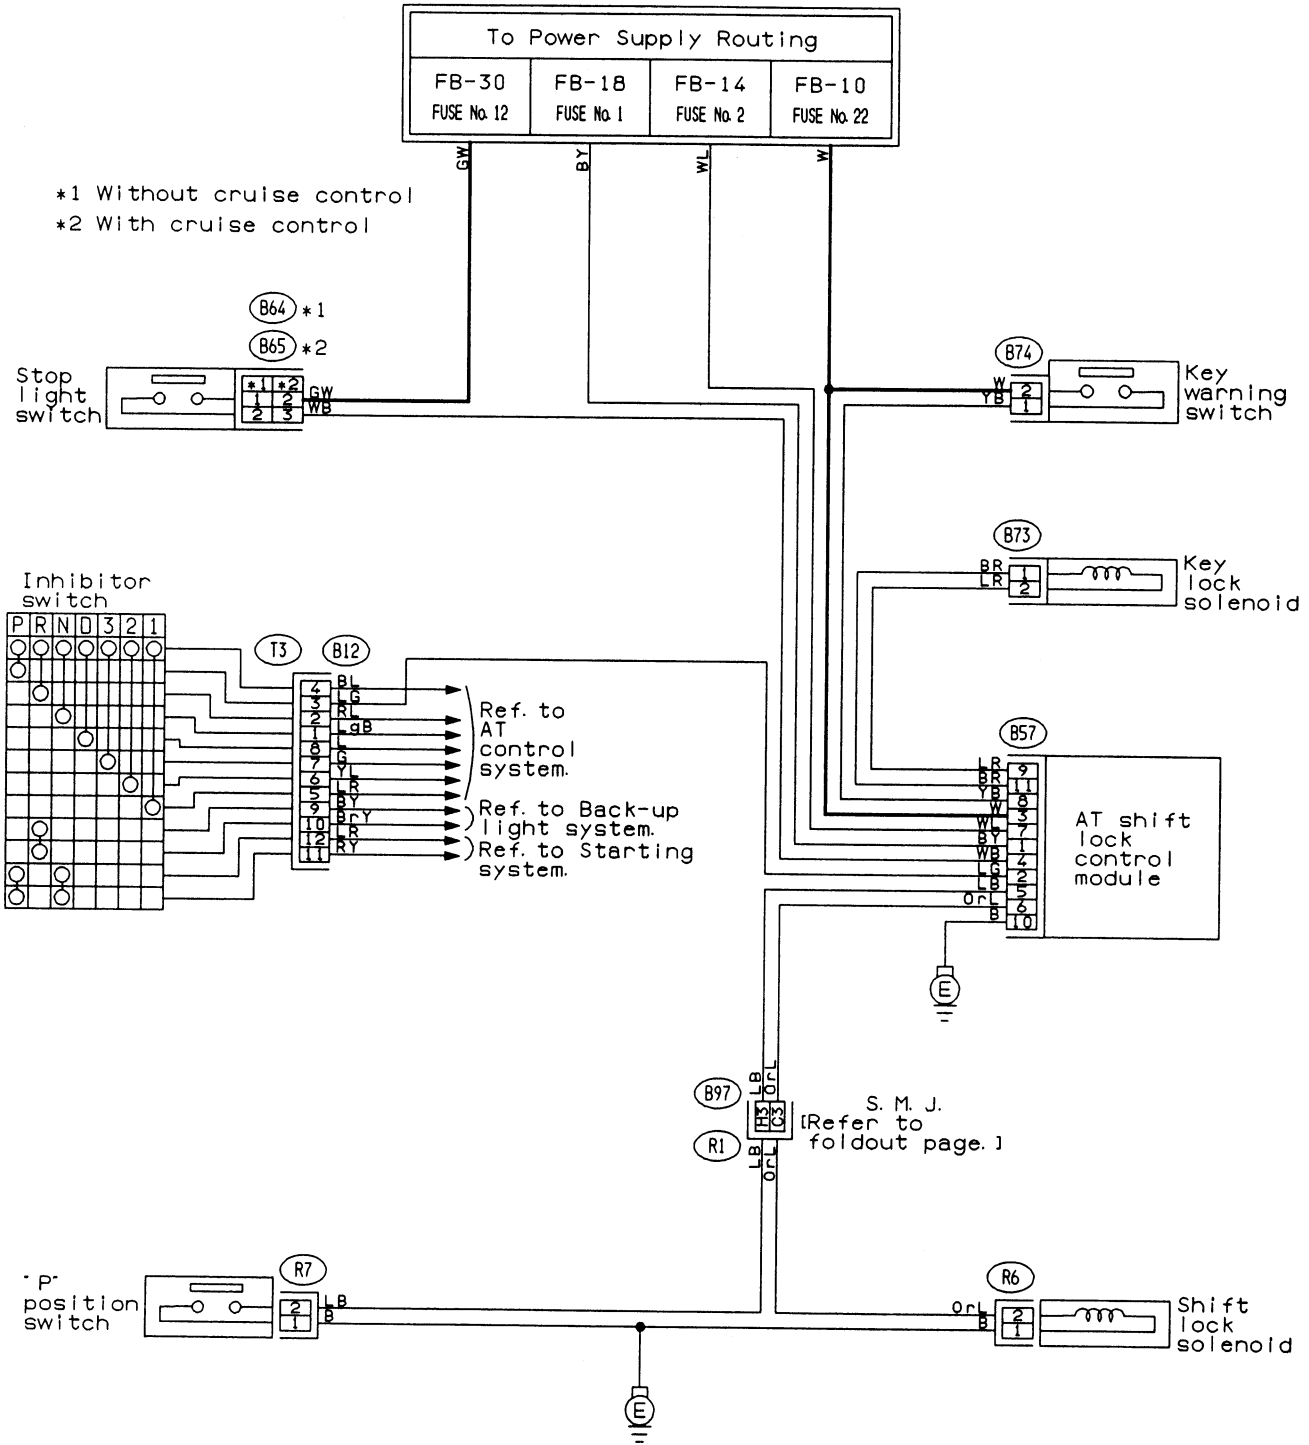 To Power Supply Routing
FB-30 FB-18 FB-14 FB-10
FUSE No. 12 FUSE No. 1 FUSE No. 2 FUSE No. 22
GW BY WL W
*1 Without cruise control
*2 With cruise control
B64 *1
B65 *2
Stop
light
switch
*1 *2
1 2 GW
2 3 WB
B74
W 2
YB 1
Key
warning
switch
B73
BR 1
LR 2
Key
lock
solenoid
Inhibitor
switch
P R N D 3 2 1
T3 B12
4 BL
3 LG
2 RL
1 LgB
8 L
7 G
6 YL
5 LR
9 BY
10 BrY
12 LR
11 RY
Ref. to
AT
control
system.
Ref. to Back-up
light system.
Ref. to Starting
system.
B57
LR 9
BR 11
YB 8
W 3
WL 7
BY 1
WB 4
LG 2
LB 5
OrL 6
B 10
AT shift
lock
control
module
E
B97
LB OrL
H3 C3
R1
LB OrL
S. M. J.
[Refer to
foldout page. ]
"P"
position
switch
R7
2 LB
1 B
R6
OrL 2
B 1
Shift
lock
solenoid
E